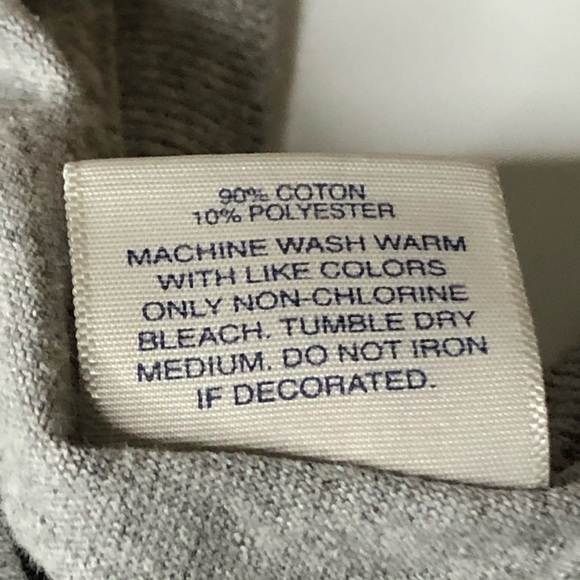 90% COTON
10% POLYESTER
MACHINE WASH WARM
WITH LIKE COLORS
ONLY NON-CHLORINE
BLEACH. TUMBLE DRY
MEDIUM. DO NOT IRON
IF DECORATED.